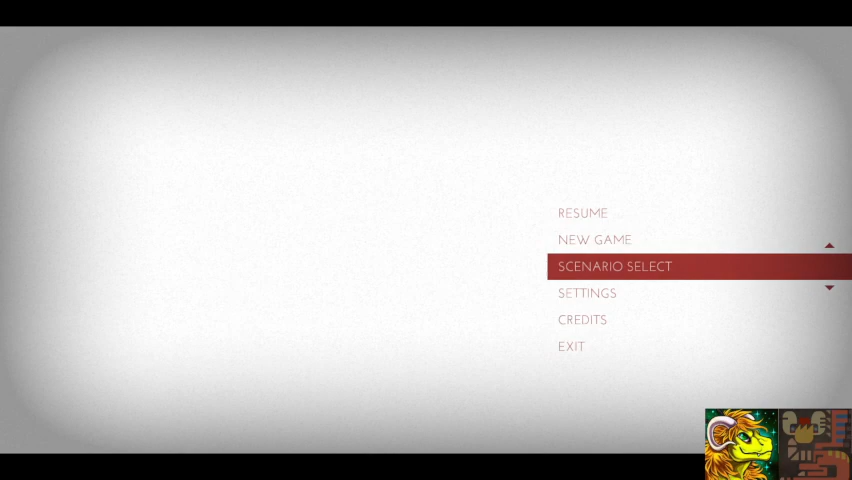 RESUME
NEW GAME
SCENARIO SELECT
SETTINGS
CREDITS
EXIT